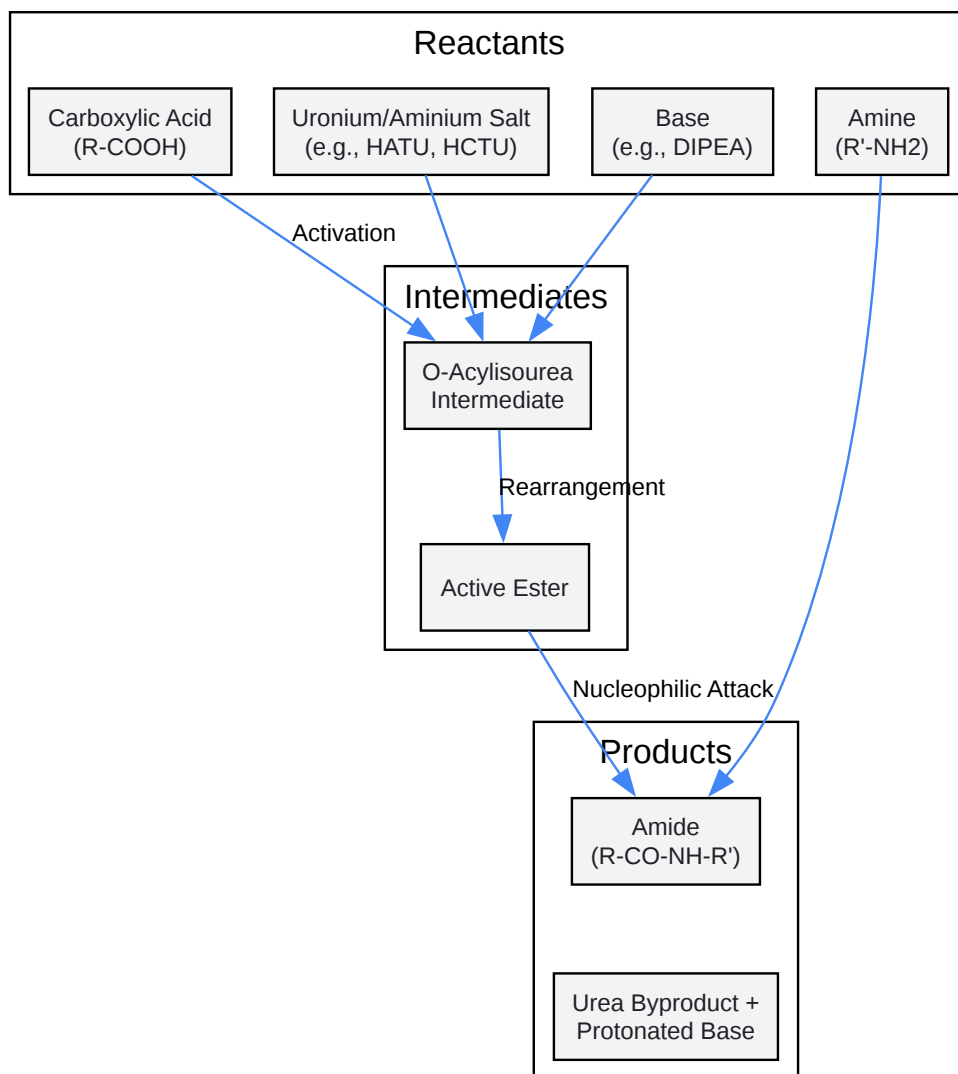 Reactants
Carboxylic Acid
(R-COOH)
Uronium/Aminium Salt
(e.g., HATU, HCTU)
Base
(e.g., DIPEA)
Amine
(R'-NH2)
Activation
Intermediates
O-Acylisourea
Intermediate
Rearrangement
Active Ester
Nucleophilic Attack
Products
Amide
(R-CO-NH-R')
Urea Byproduct +
Protonated Base